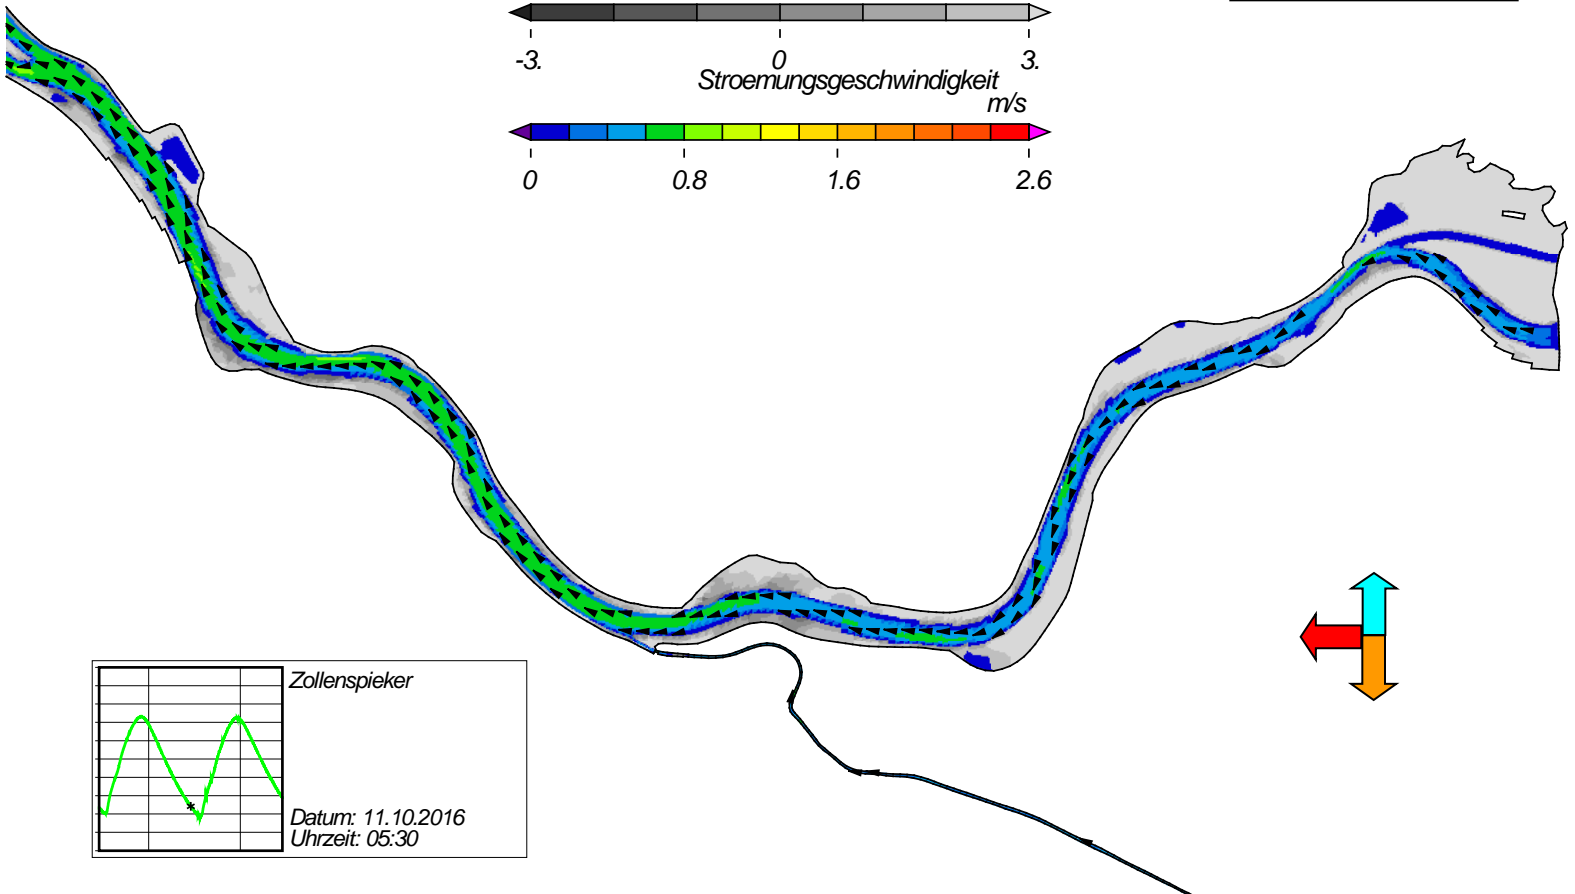 -3. 0 3.
Stroemungsgeschwindigkeit
m/s
0 0.8 1.6 2.6
Zollenspieker
Datum: 11.10.2016
Uhrzeit: 05:30